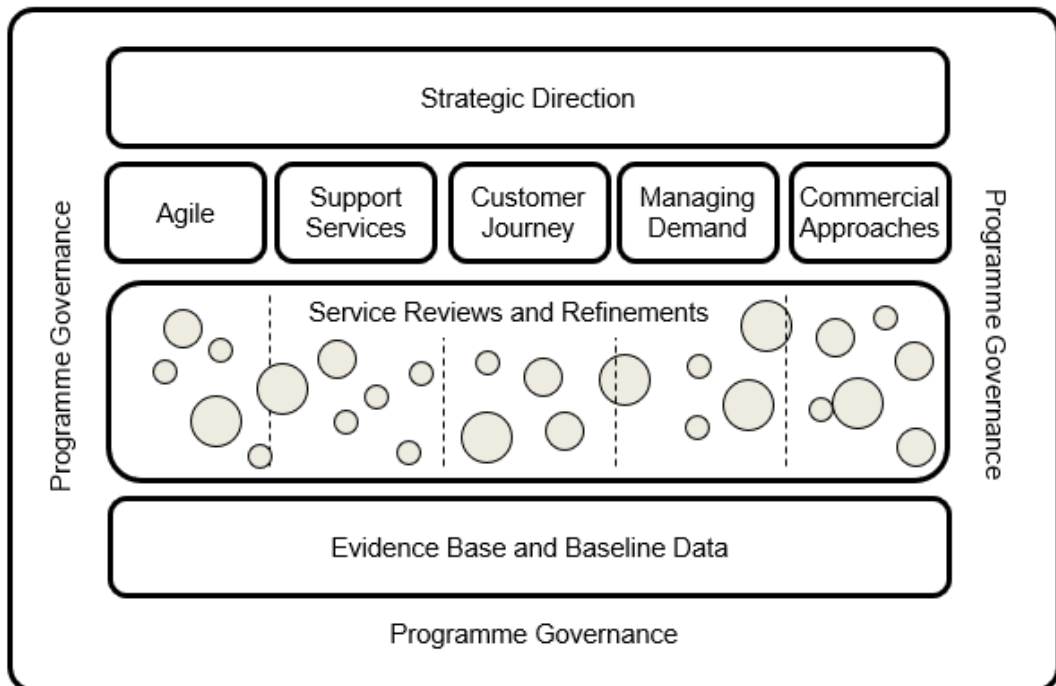 Strategic Direction
Agile
Support
Services
Customer
Journey
Managing
Demand
Commercial
Approaches
Programme Governance
Programme Governance
Service Reviews and Refinements
Evidence Base and Baseline Data
Programme Governance